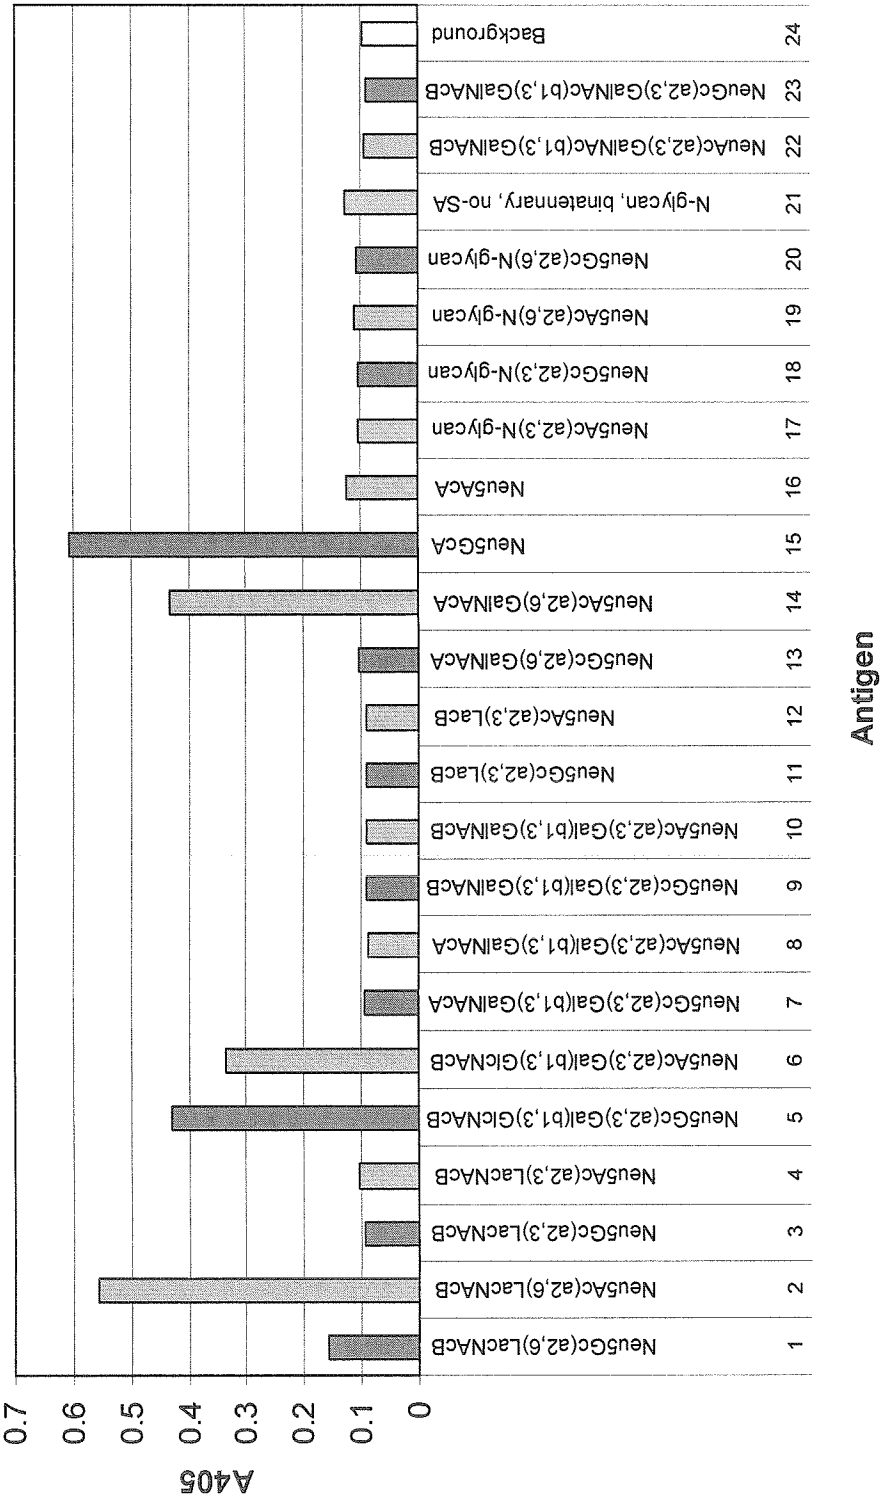 A405
0.7
0.6
0.5
0.4
0.3
0.2
0.1
0
Neu5Gc(a2,6)LacNAcB
1
Neu5Ac(a2,6)LacNAcB
2
Neu5Gc(a2,3)LacNAcB
3
Neu5Ac(a2,3)LacNAcB
4
Neu5Gc(a2,3)Gal(b1,3)GlcNAcB
5
Neu5Ac(a2,3)Gal(b1,3)GlcNAcB
6
Neu5Gc(a2,3)Gal(b1,3)GalNAcA
7
Neu5Ac(a2,3)Gal(b1,3)GalNAcA
8
Neu5Gc(a2,3)Gal(b1,3)GalNAcB
9
Neu5Ac(a2,3)Gal(b1,3)GalNAcB
10
Neu5Gc(a2,3)LacB
11
Neu5Ac(a2,3)LacB
12
Neu5Gc(a2,6)GalNAcA
13
Neu5Ac(a2,6)GalNAcA
14
Neu5GcA
15
Neu5AcA
16
Neu5Ac(a2,3)N-glycan
17
Neu5Gc(a2,3)N-glycan
18
Neu5Ac(a2,6)N-glycan
19
Neu5Gc(a2,6)N-glycan
20
N-glycan, binatennary, no-SA
21
NeuAc(a2,3)GalNAc(b1,3)GalNAcB
22
NeuGc(a2,3)GalNAc(b1,3)GalNAcB
23
Background
24
Antigen